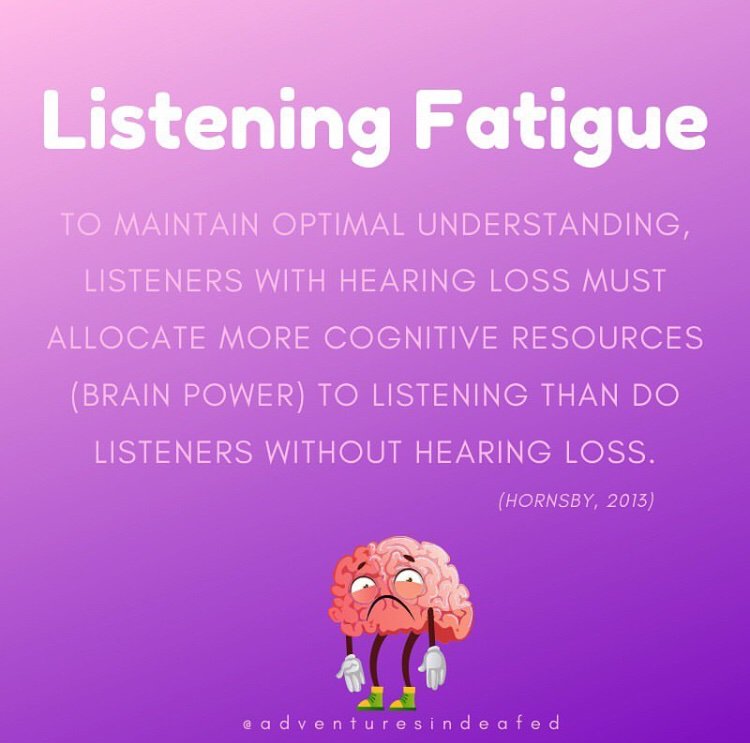 Listening Fatigue
TO MAINTAIN OPTIMAL UNDERSTANDING,
LISTENERS WITH HEARING LOSS MUST
ALLOCATE MORE COGNITIVE RESOURCES
(BRAIN POWER) TO LISTENING THAN DO
LISTENERS WITHOUT HEARING LOSS.
(HORNSBY, 2013)
@adventuresindeafed